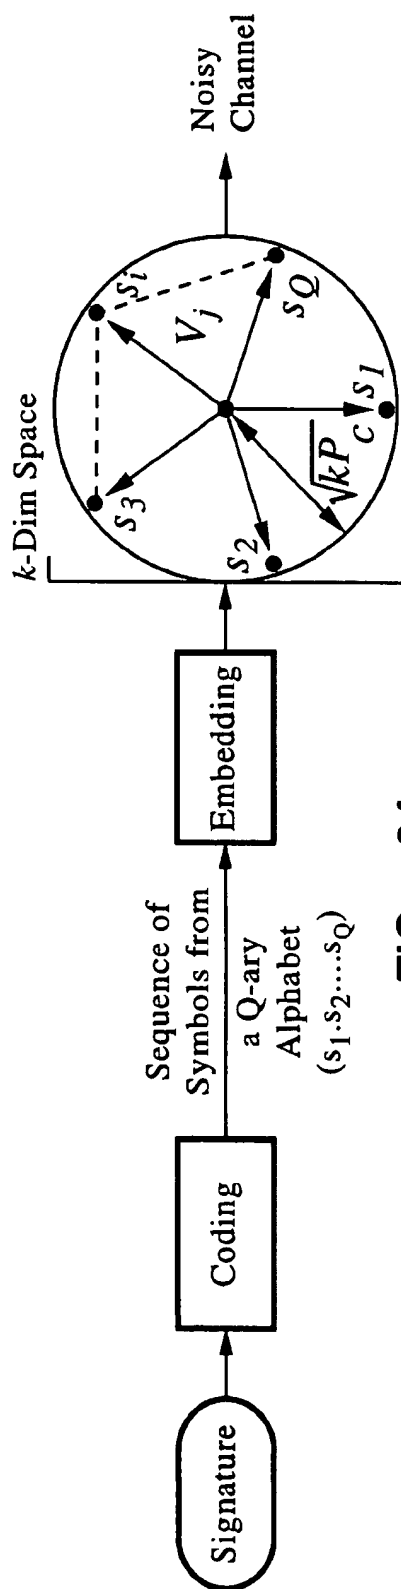 Signature
Coding
Sequence of
Symbols from
a Q-ary
Alphabet
(s1.s2....sQ)
Embedding
k-Dim Space
s3
si
Vj
s2
sQ
√kP
c
s1
Noisy
Channel